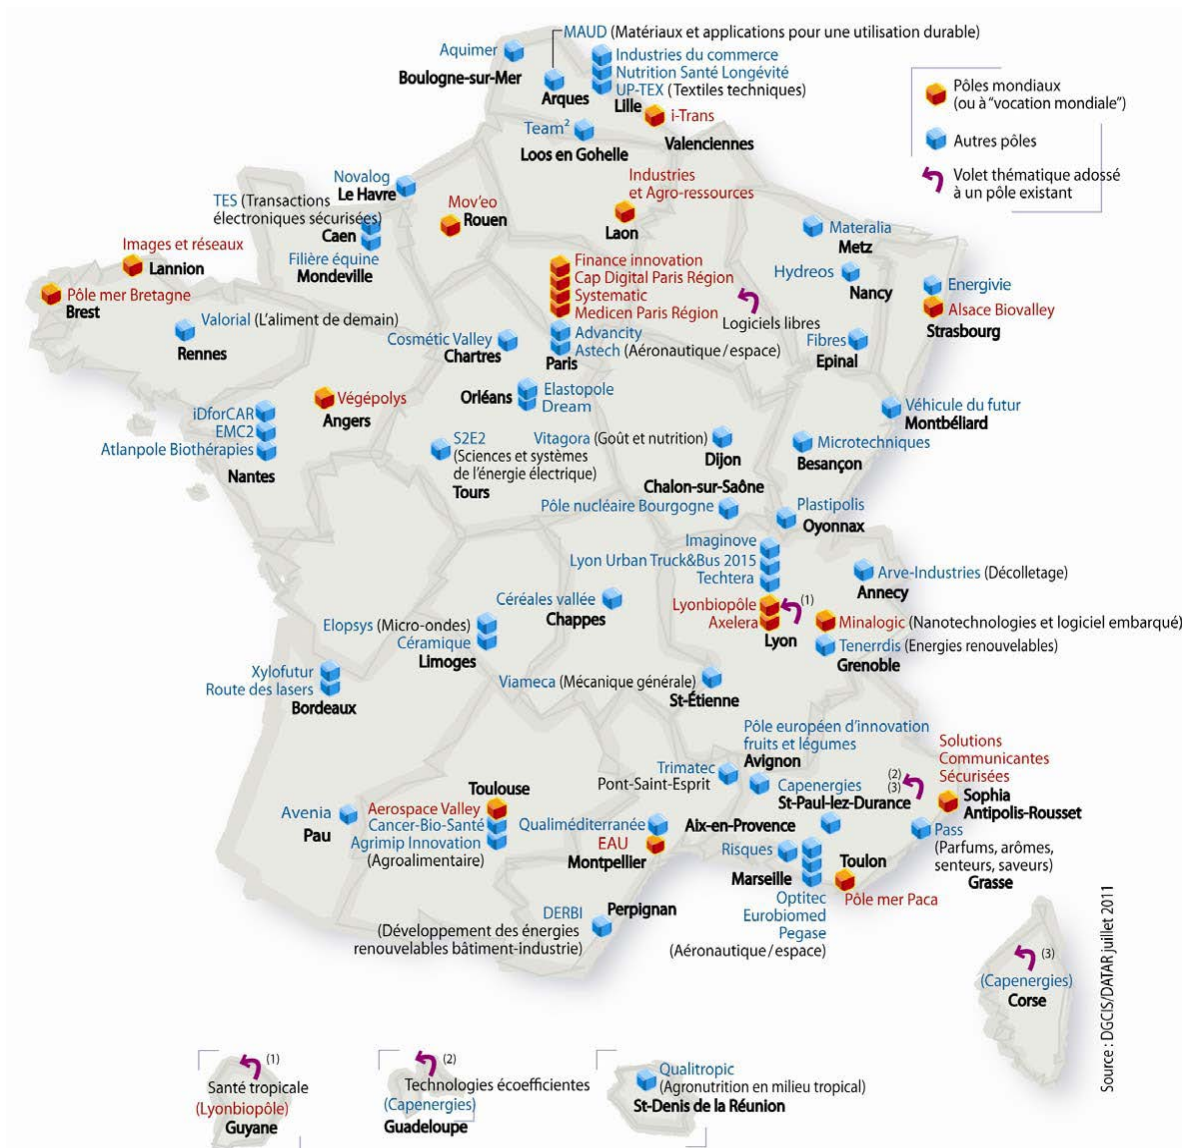 MAUD (Matériaux et applications pour une utilisation durable)
Aquimer
Boulogne-sur-Mer
Arques
Industries du commerce
Nutrition Santé Longévité
UP-TEX (Textiles techniques)
Lille
i-Trans
Valenciennes
Team²
Loos en Gohelle
Pôles mondiaux
(ou à “vocation mondiale”)
Autres pôles
Volet thématique adossé
à un pôle existant
Novalog
Le Havre
TES (Transactions
électroniques sécurisées)
Caen
Filière équine
Mondeville
Mov’eo
Rouen
Industries
et Agro-ressources
Laon
Materalia
Metz
Hydreos
Nancy
Energivie
Alsace Biovalley
Strasbourg
Images et réseaux
Lannion
Pôle mer Bretagne
Brest
Valorial (L’aliment de demain)
Rennes
Finance innovation
Cap Digital Paris Région
Systematic
Medicen Paris Région
Logiciels libres
Advancity
Astech (Aéronautique/espace)
Paris
Cosmétic Valley
Chartres
Fibres
Epinal
Orléans
Elastopole
Dream
Végépolys
Angers
iDforCAR
EMC2
Atlanpole Biothérapies
Nantes
S2E2
(Sciences et systèmes
de l’énergie électrique)
Tours
Vitagora (Goût et nutrition)
Dijon
Véhicule du futur
Montbéliard
Microtechniques
Besançon
Chalon-sur-Saône
Pôle nucléaire Bourgogne
Plastipolis
Oyonnax
Imaginove
Lyon Urban Truck&Bus 2015
Techtera
Lyonbiopôle
(1)
Axelera
Lyon
Arve-Industries (Décolletage)
Annecy
Minalogic (Nanotechnologies et logiciel embarqué)
Tenerrdis (Energies renouvelables)
Grenoble
Céréales vallée
Chappes
Elopsys (Micro-ondes)
Céramique
Limoges
Xylofutur
Route des lasers
Bordeaux
Viameca (Mécanique générale)
St-Étienne
Pôle européen d’innovation
fruits et légumes
Avignon
Trimatec
Pont-Saint-Esprit
Capenergies
(2)
(3)
St-Paul-lez-Durance
Solutions
Communicantes
Sécurisées
Sophia
Antipolis-Rousset
Toulouse
Aerospace Valley
Cancer-Bio-Santé
Agrimip Innovation
(Agroalimentaire)
Avenia
Pau
Qualiméditerranée
EAU
Montpellier
Aix-en-Provence
Risques
Marseille
Optitec
Eurobiomed
Pegase
(Aéronautique/espace)
Toulon
Pôle mer Paca
Pass
(Parfums, arômes,
senteurs, saveurs)
Grasse
DERBI
Perpignan
(Développement des énergies
renouvelables bâtiment-industrie)
(3)
(Capenergies)
Corse
Source : DGCIS/DATAR juillet 2011
(1)
Santé tropicale
(Lyonbiopôle)
Guyane
(2)
Technologies écoefficientes
(Capenergies)
Guadeloupe
Qualitropic
(Agronutrition en milieu tropical)
St-Denis de la Réunion